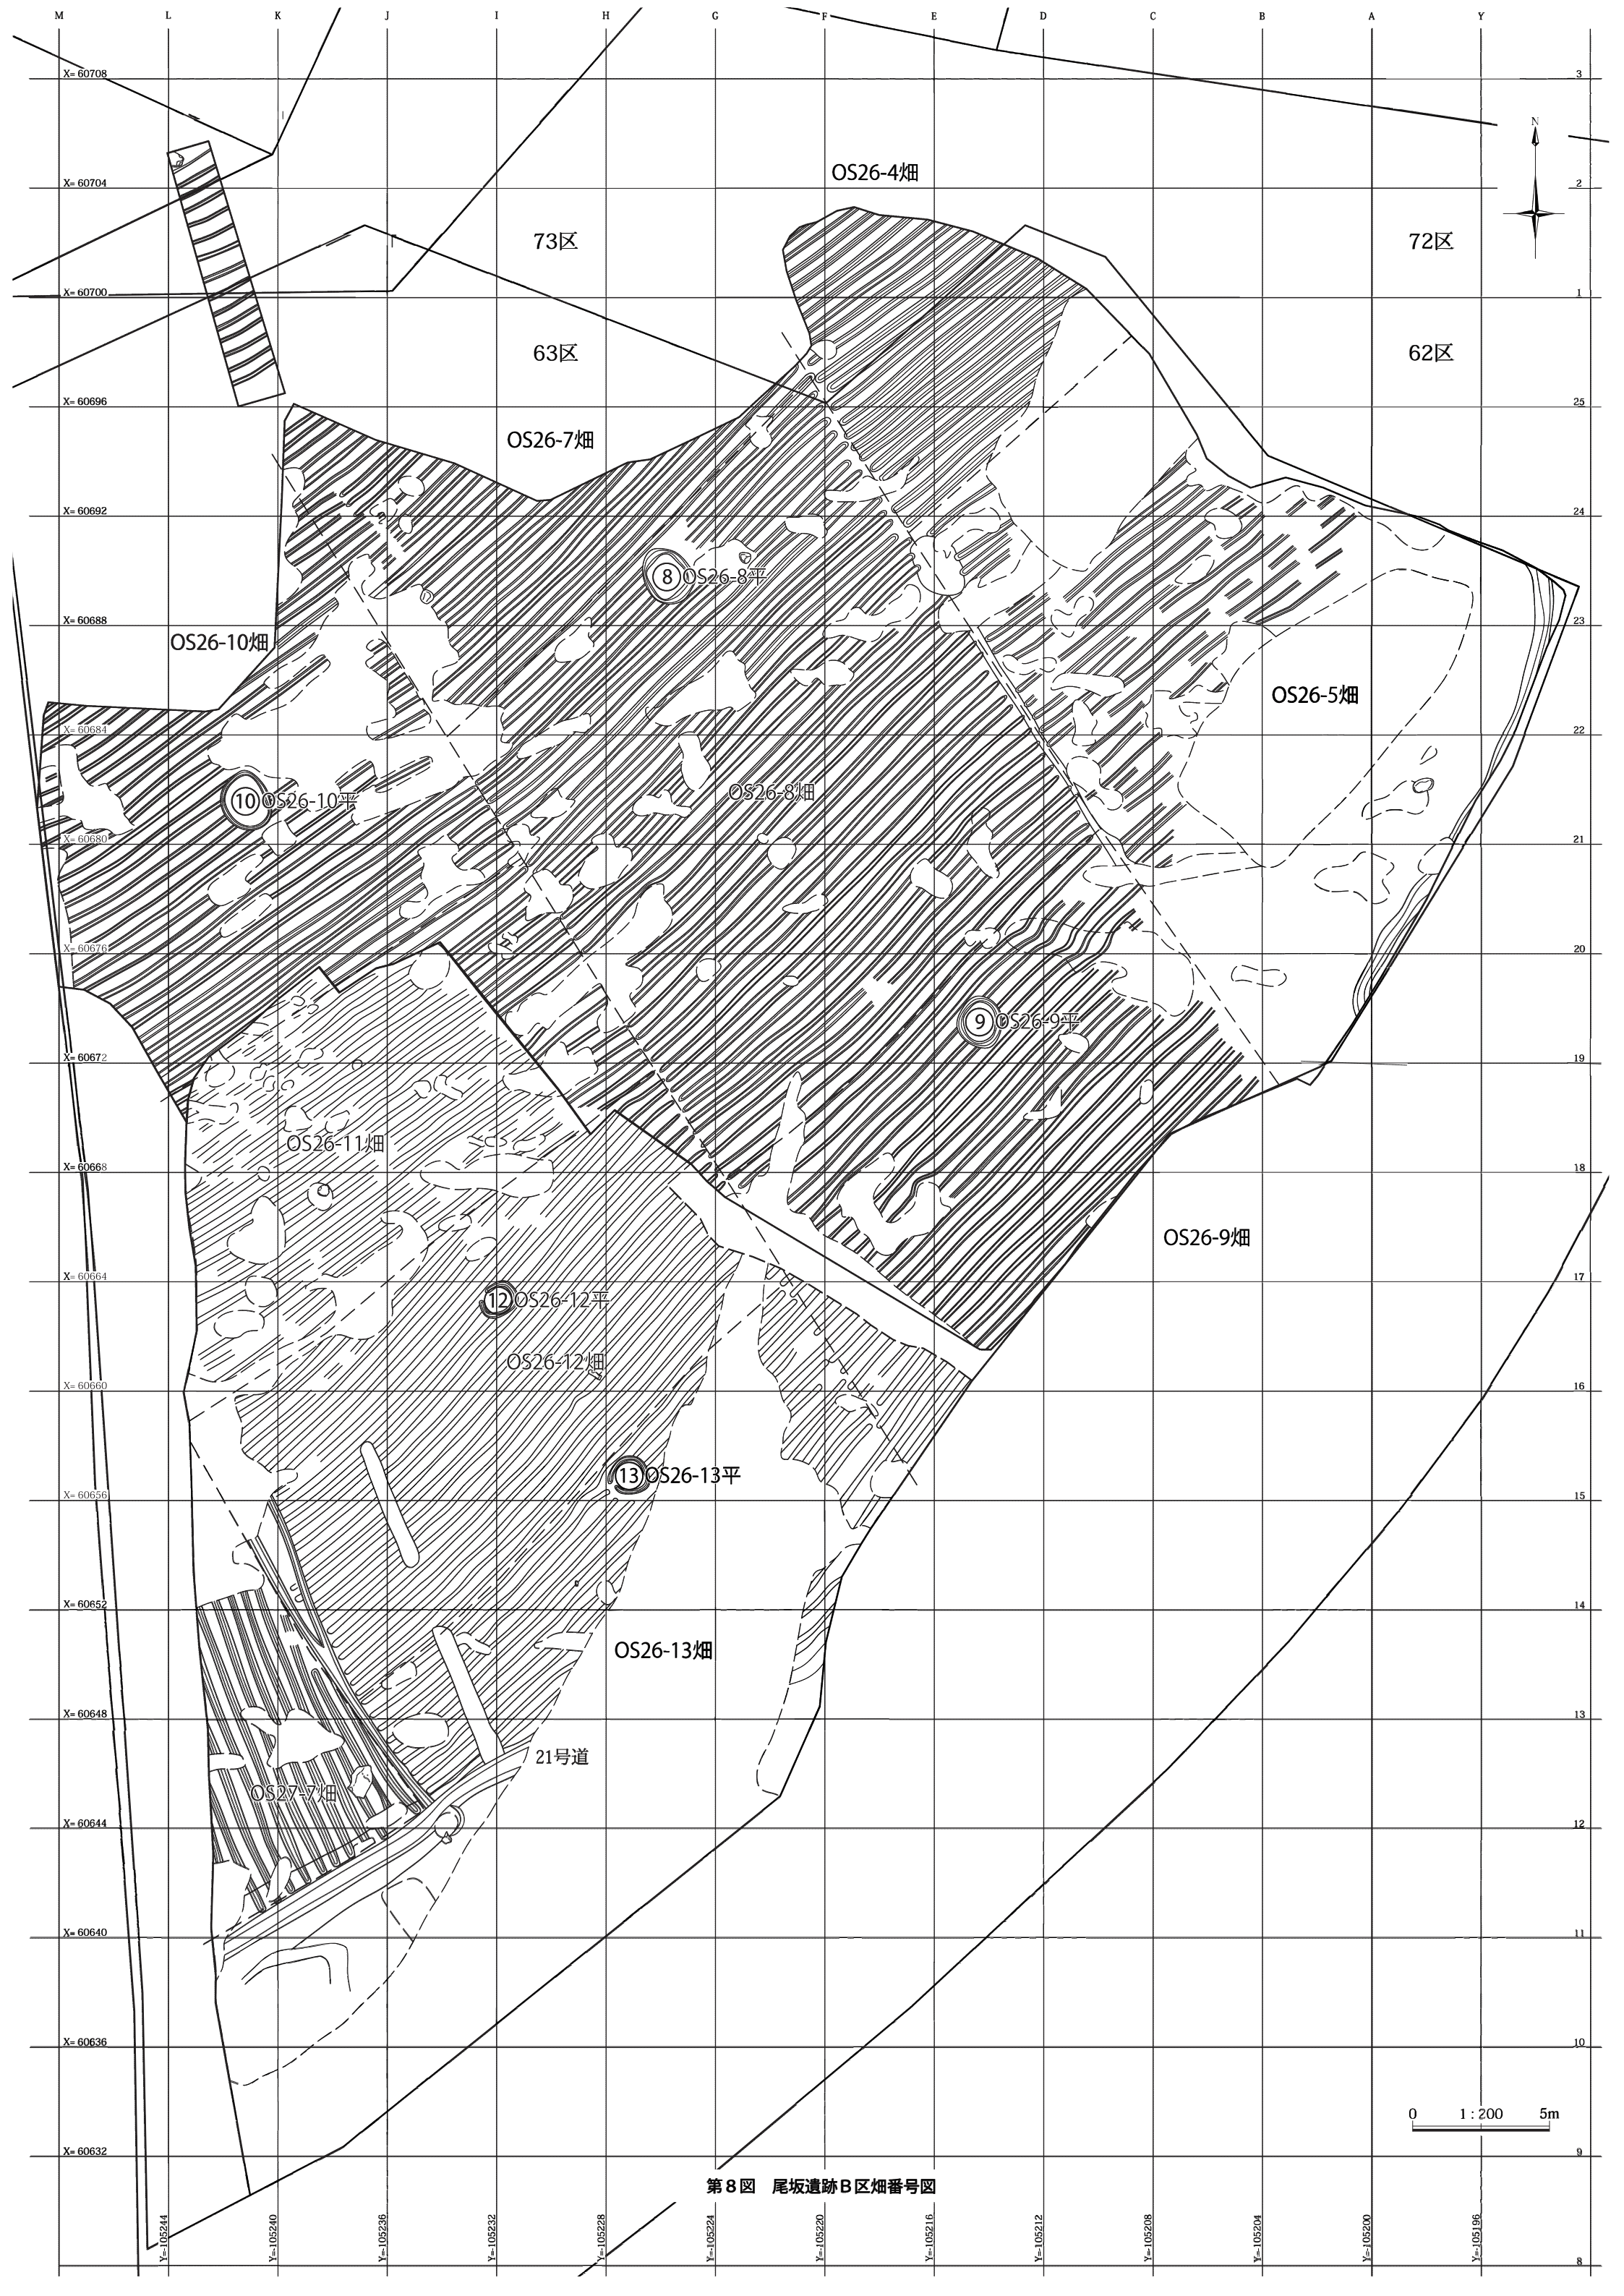 M L K J I H G F E D C B A Y
X=60708 3
N
OS26-4畑
X=60704 2
73区 72区
X=60700 1
63区 62区
X=60696 25
OS26-7畑
X=60692 24
8 OS26-8平
X=60688 23
OS26-10畑
OS26-5畑
X=60684 22
OS26-8畑
10 OS26-10平
X=60680 21
X=60676 20
9 OS26-9平
X=60672 19
OS26-11畑
X=60668 18
OS26-9畑
X=60664 17
12 OS26-12平
OS26-12畑
X=60660 16
13 OS26-13平
X=60656 15
X=60652 14
OS26-13畑
X=60648 13
21号道
OS27-7畑
X=60644 12
X=60640 11
X=60636 10
0 1:200 5m
X=60632 9
第8図 尾坂遺跡B区畑番号図
Y=-105244 Y=-105240 Y=-105236 Y=-105232 Y=-105228 Y=-105224 Y=-105220 Y=-105216 Y=-105212 Y=-105208 Y=-105204 Y=-105200 Y=-105196
8